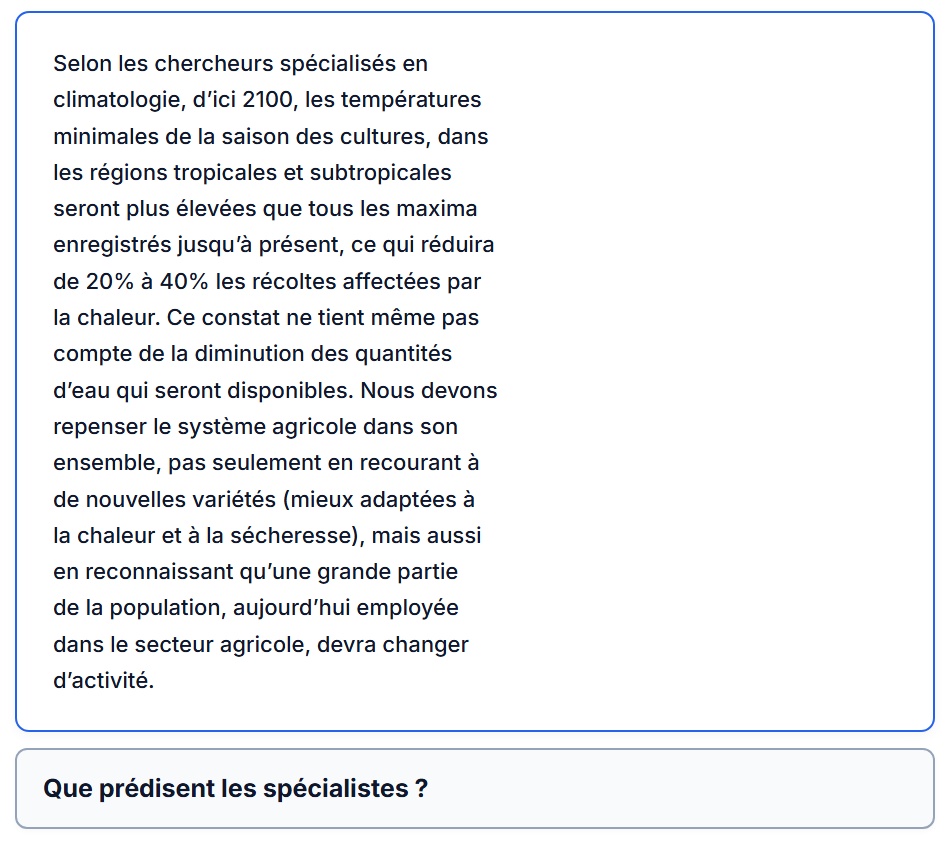 Selon les chercheurs spécialisés en
climatologie, d’ici 2100, les températures
minimales de la saison des cultures, dans
les régions tropicales et subtropicales
seront plus élevées que tous les maxima
enregistrés jusqu’à présent, ce qui réduira
de 20% à 40% les récoltes affectées par
la chaleur. Ce constat ne tient même pas
compte de la diminution des quantités
d’eau qui seront disponibles. Nous devons
repenser le système agricole dans son
ensemble, pas seulement en recourant à
de nouvelles variétés (mieux adaptées à
la chaleur et à la sécheresse), mais aussi
en reconnaissant qu’une grande partie
de la population, aujourd’hui employée
dans le secteur agricole, devra changer
d’activité.
Que prédisent les spécialistes ?